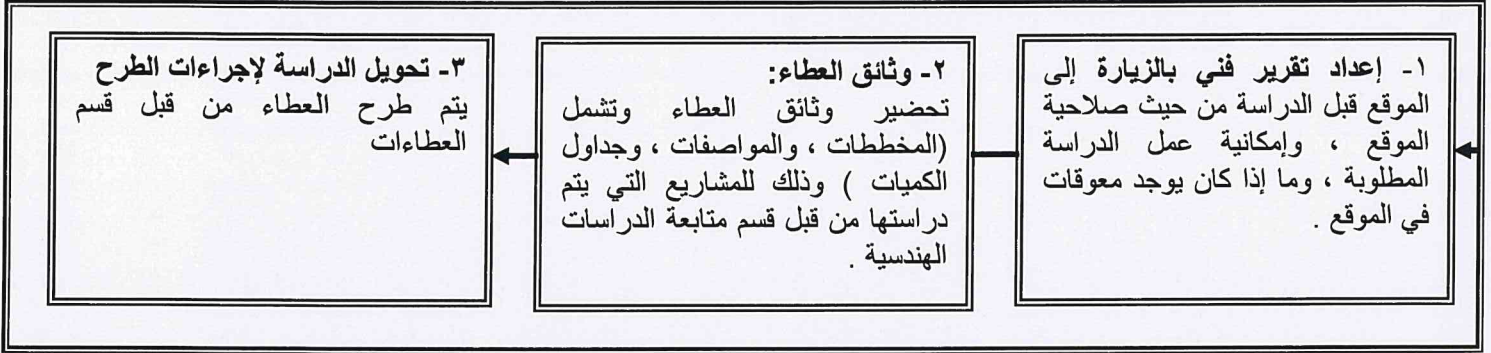 ١- إعداد تقرير فني بالزيارة إلى
الموقع قبل الدراسة من حيث صلاحية
الموقع ، وإمكانية عمل الدراسة
المطلوبة ، وما إذا كان يوجد معوقات
في الموقع .
٢- وثائق العطاء:
تحضير وثائق العطاء وتشمل
(المخططات ، والمواصفات ، وجداول
الكميات ) وذلك للمشاريع التي يتم
دراستها من قبل قسم متابعة الدراسات
الهندسية .
٣- تحويل الدراسة لإجراءات الطرح
يتم طرح العطاء من قبل قسم
العطاءات